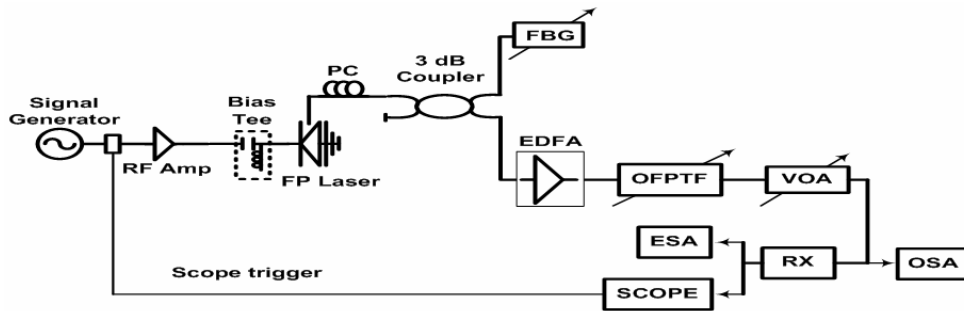 FBG
PC
3 dB
Coupler
Signal
Generator
Bias
Tee
EDFA
RF Amp
FP Laser
OFPTF
VOA
ESA
RX
OSA
Scope trigger
SCOPE